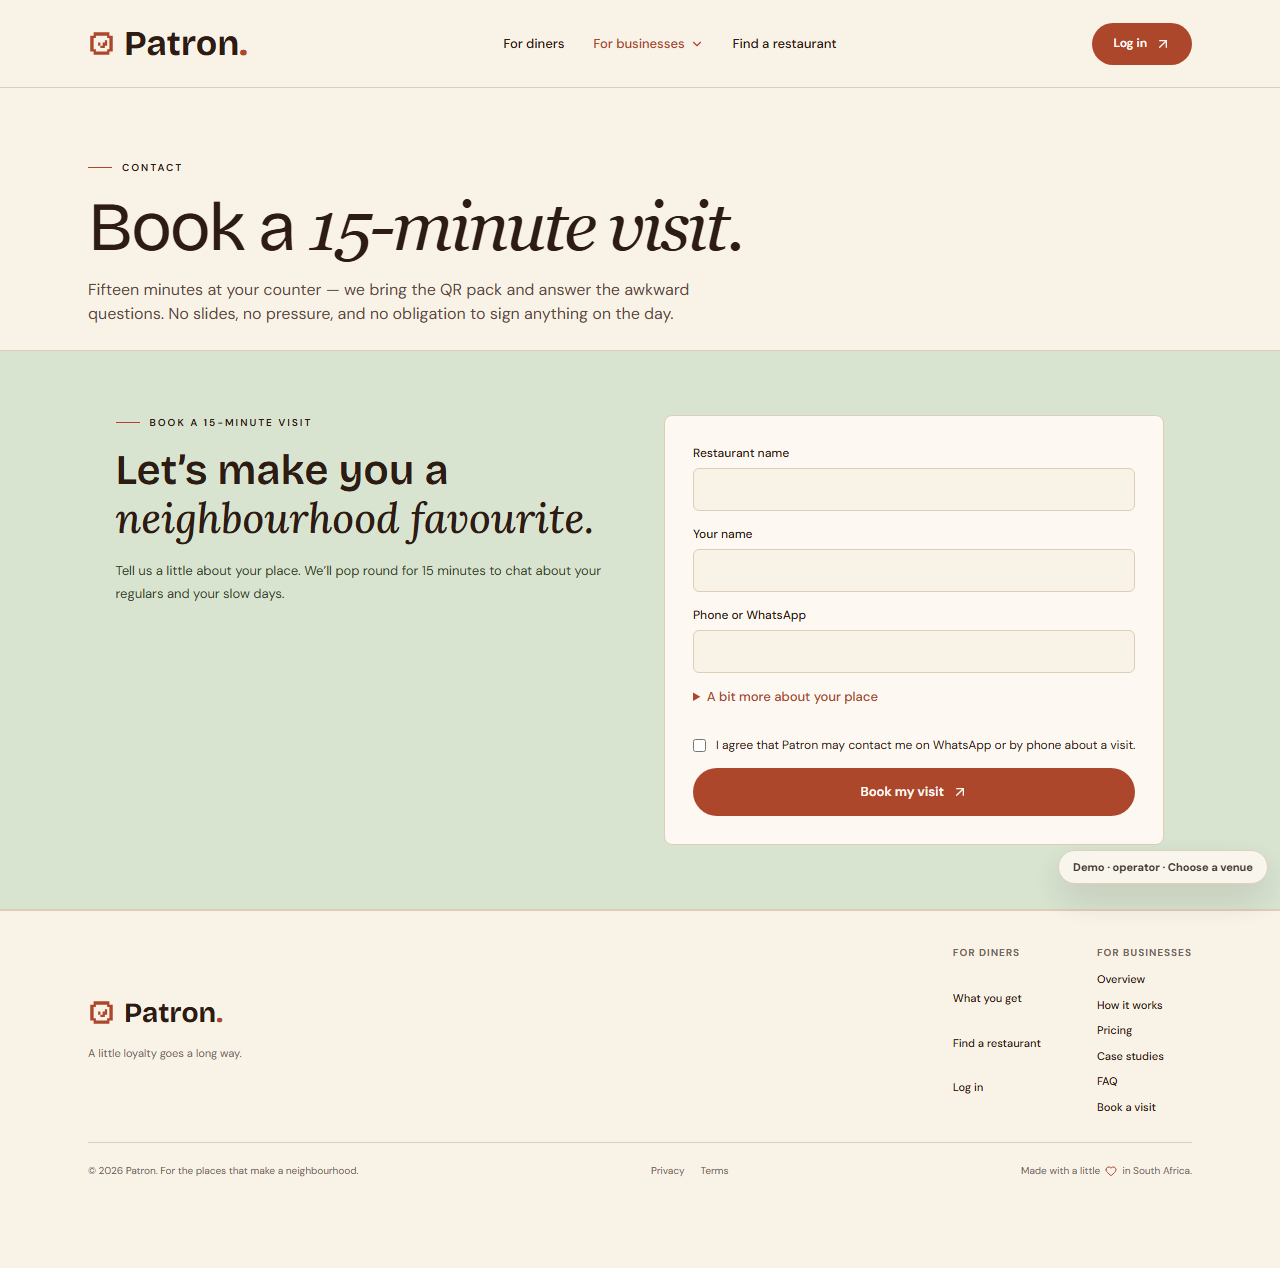 Patron.
For diners
For businesses
Find a restaurant
Log in
CONTACT
Book a 15-minute visit.
Fifteen minutes at your counter — we bring the QR pack and answer the awkward
questions. No slides, no pressure, and no obligation to sign anything on the day.
BOOK A 15-MINUTE VISIT
Let’s make you a
neighbourhood favourite.
Tell us a little about your place. We’ll pop round for 15 minutes to chat about your
regulars and your slow days.
Restaurant name
Your name
Phone or WhatsApp
A bit more about your place
I agree that Patron may contact me on WhatsApp or by phone about a visit.
Book my visit
Demo · operator · Choose a venue
Patron.
A little loyalty goes a long way.
FOR DINERS
What you get
Find a restaurant
Log in
FOR BUSINESSES
Overview
How it works
Pricing
Case studies
FAQ
Book a visit
© 2026 Patron. For the places that make a neighbourhood.
Privacy
Terms
Made with a little in South Africa.